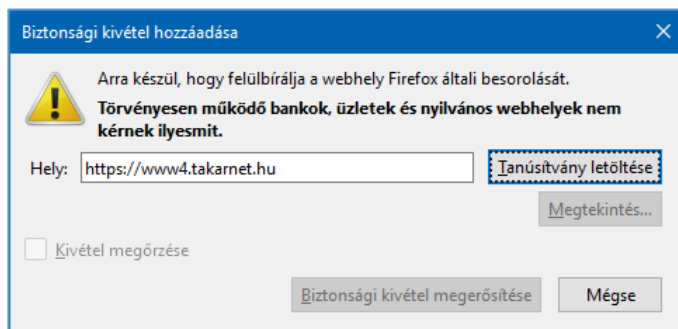 Biztonsági kivétel hozzáadása
Arra készül, hogy felülbírálja a webhely Firefox általi besorolását.
Törvényesen működő bankok, üzletek és nyilvános webhelyek nem
kérnek ilyesmit.
Hely: https://www4.takarnet.hu Tanúsítvány letöltése
Megtekintés...
Kivétel megőrzése
Biztonsági kivétel megerősítése Mégse